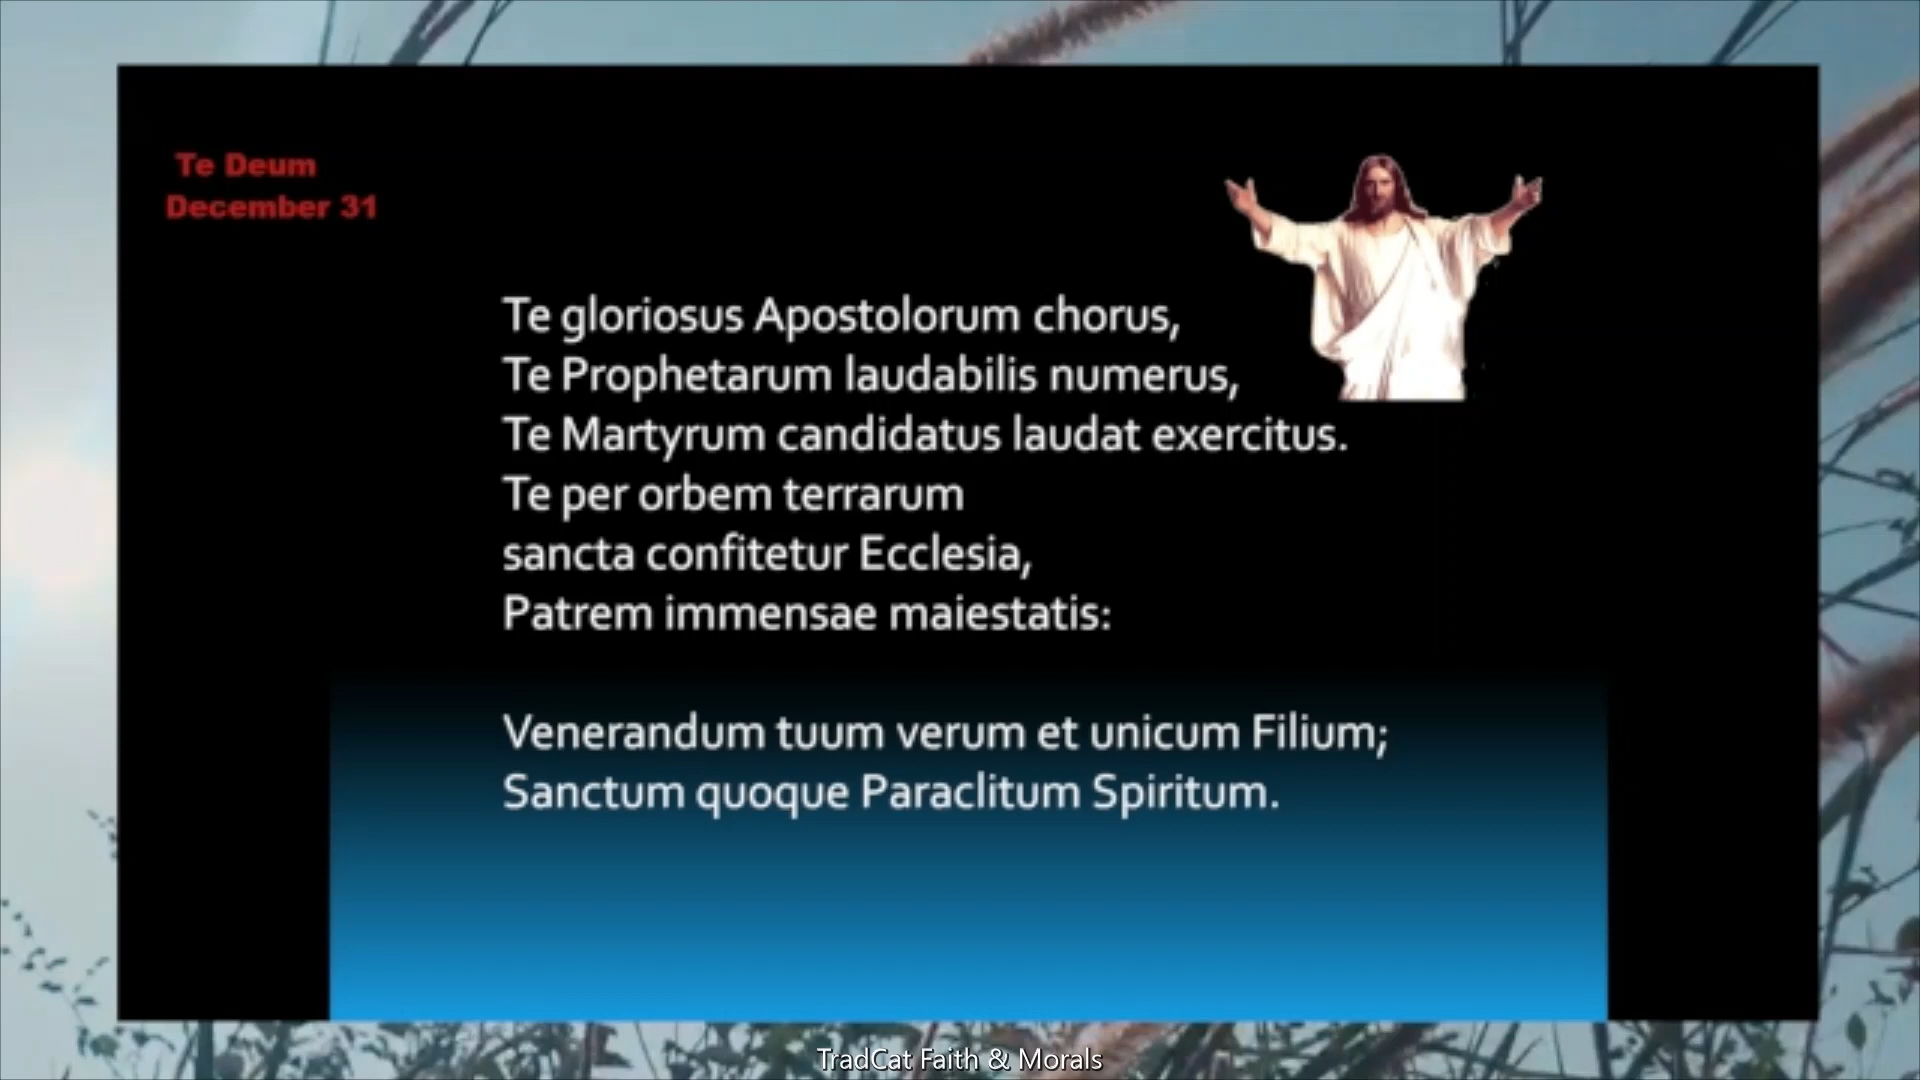 Te Deum
December 31
Te gloriosus Apostolorum chorus,
Te Prophetarum laudabilis numerus,
Te Martyrum candidatus laudat exercitus.
Te per orbem terrarum
sancta confitetur Ecclesia,
Patrem immensae maiestatis:
Venerandum tuum verum et unicum Filium;
Sanctum quoque Paraclitum Spiritum.
TradCat Faith & Morals